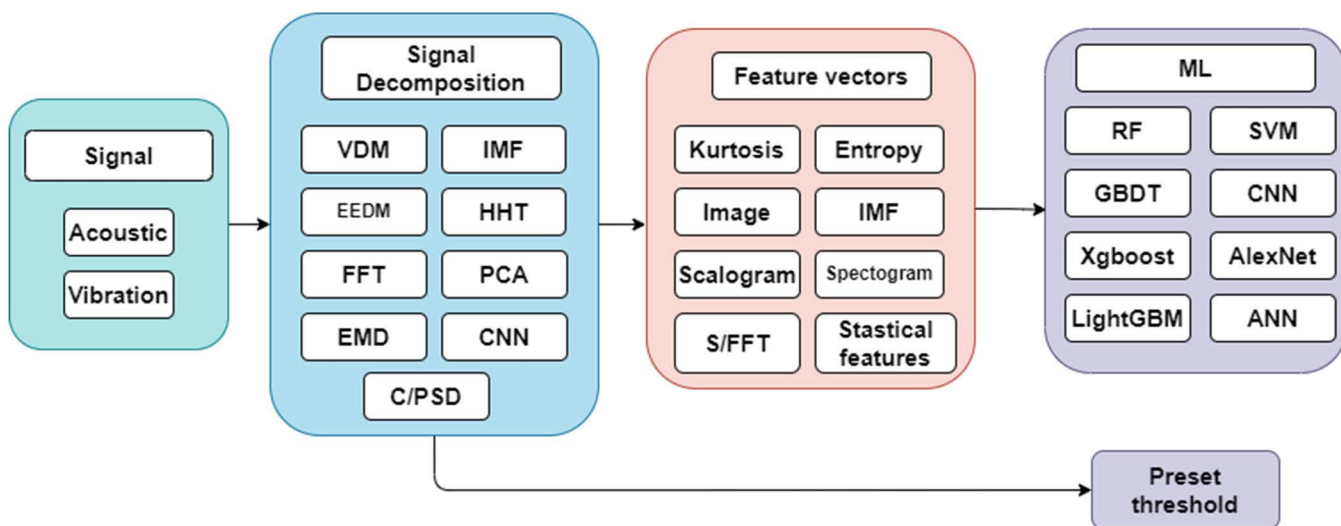 Signal
Acoustic
Vibration
Signal
Decomposition
VDM
IMF
EEDM
HHT
FFT
PCA
EMD
CNN
C/PSD
Feature vectors
Kurtosis
Entropy
Image
IMF
Scalogram
Spectogram
S/FFT
Stastical
features
ML
RF
SVM
GBDT
CNN
Xgboost
AlexNet
LightGBM
ANN
Preset
threshold